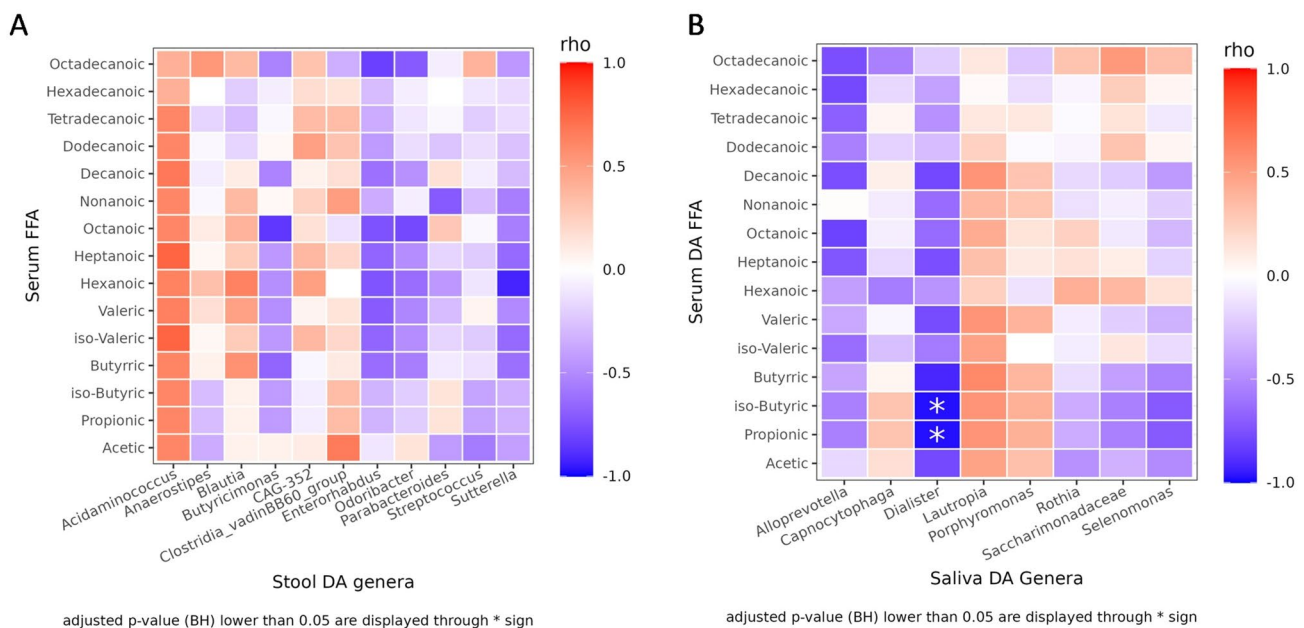 A
rho
Octadecanoic
Hexadecanoic
Tetradecanoic
Dodecanoic
Decanoic
Nonanoic
Octanoic
Heptanoic
Hexanoic
Valeric
iso-Valeric
Butyrric
iso-Butyric
Propionic
Acetic
Serum FFA
1.0
0.5
0.0
-0.5
-1.0
Acidaminococcus
Anaerostipes
Blautia
Butyricimonas
CAG-352
Clostridia_vadinBB60_group
Enterorhabdus
Odoribacter
Parabacteroides
Streptococcus
Sutterella
Stool DA genera
adjusted p-value (BH) lower than 0.05 are displayed through * sign
B
rho
Octadecanoic
Hexadecanoic
Tetradecanoic
Dodecanoic
Decanoic
Nonanoic
Octanoic
Heptanoic
Hexanoic
Valeric
iso-Valeric
Butyrric
iso-Butyric
Propionic
Acetic
Serum DA FFA
*
*
1.0
0.5
0.0
-0.5
-1.0
Alloprevotella
Capnocytophaga
Dialister
Lautropia
Porphyromonas
Rothia
Saccharimonadaceae
Selenomonas
Saliva DA Genera
adjusted p-value (BH) lower than 0.05 are displayed through * sign